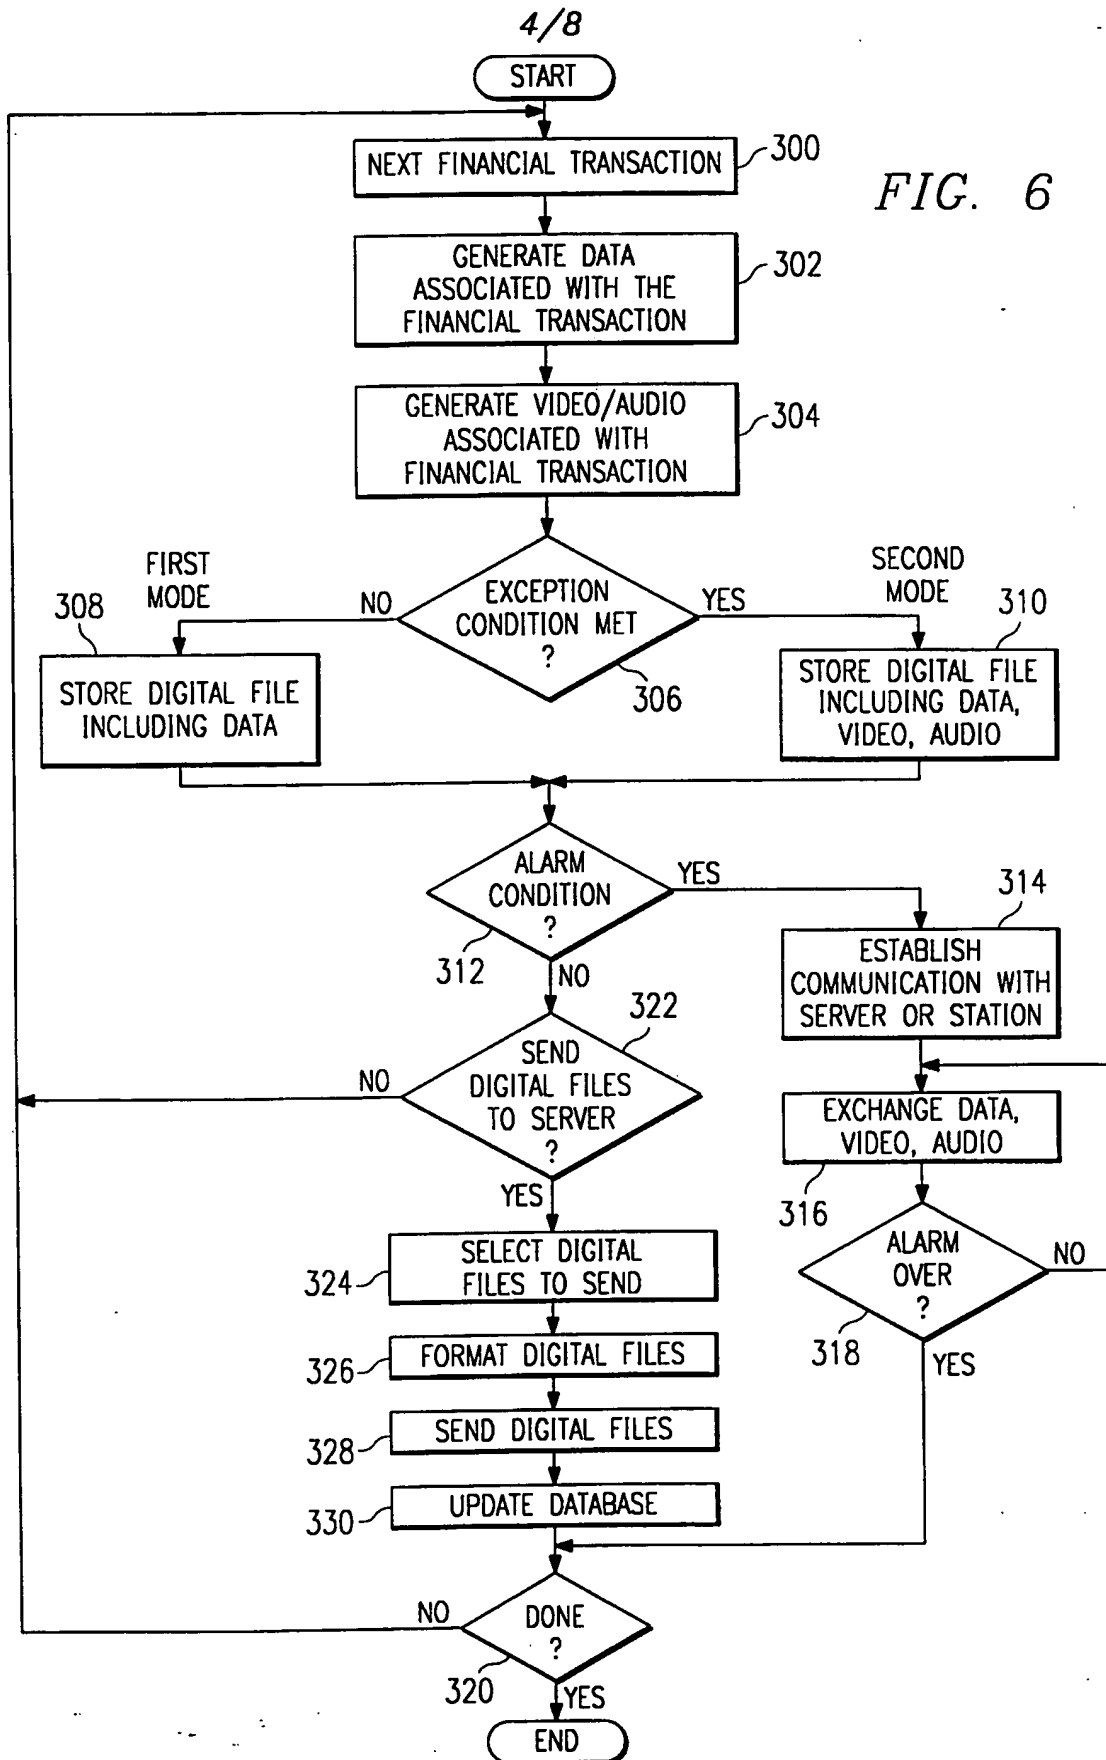 4/8
START
NEXT FINANCIAL TRANSACTION
300
FIG. 6
GENERATE DATA
ASSOCIATED WITH THE
FINANCIAL TRANSACTION
302
GENERATE VIDEO/AUDIO
ASSOCIATED WITH
FINANCIAL TRANSACTION
304
FIRST
MODE
NO
EXCEPTION
CONDITION MET
?
306
YES
SECOND
MODE
308
STORE DIGITAL FILE
INCLUDING DATA
310
STORE DIGITAL FILE
INCLUDING DATA,
VIDEO, AUDIO
ALARM
CONDITION
?
312
YES
NO
314
ESTABLISH
COMMUNICATION WITH
SERVER OR STATION
322
SEND
DIGITAL FILES
TO SERVER
?
NO
YES
EXCHANGE DATA,
VIDEO, AUDIO
316
ALARM
OVER
?
318
NO
YES
324
SELECT DIGITAL
FILES TO SEND
326
FORMAT DIGITAL FILES
328
SEND DIGITAL FILES
330
UPDATE DATABASE
NO
DONE
?
320
YES
END